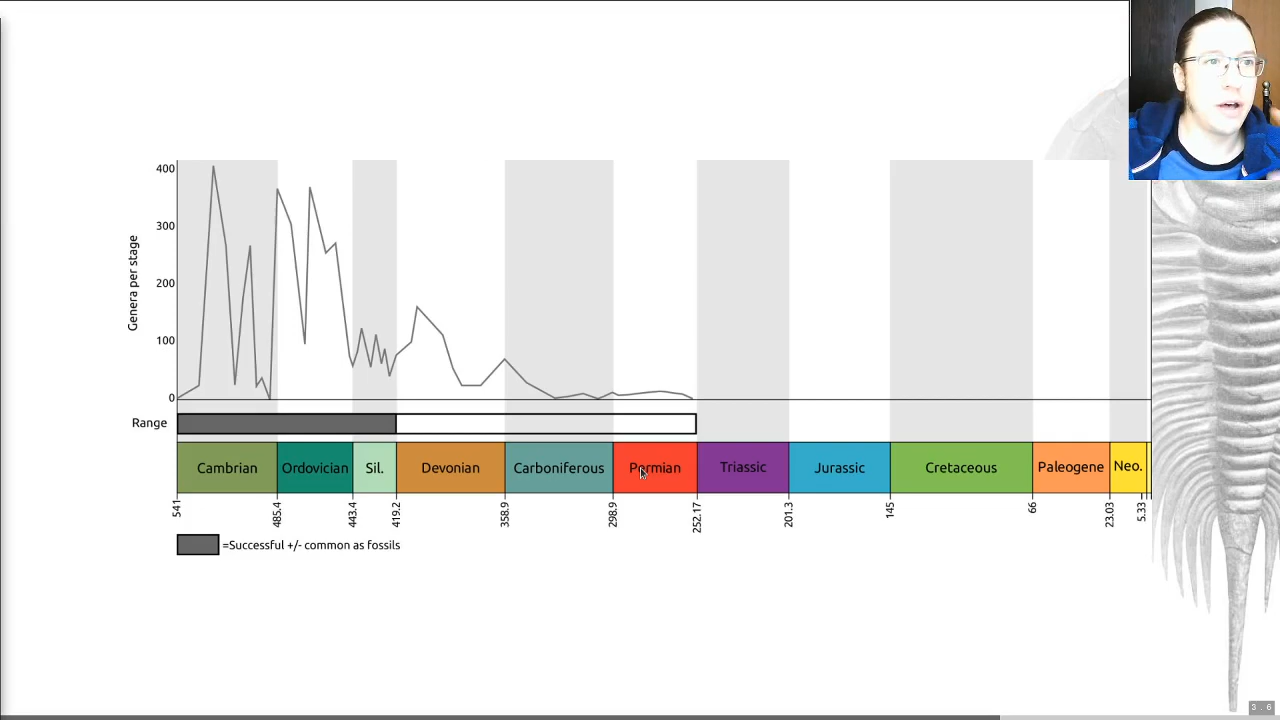 400
300
200
100
0
Genera per stage
Range
Cambrian
Ordovician
Sil.
Devonian
Carboniferous
Permian
Triassic
Jurassic
Cretaceous
Paleogene
Neo.
541
485.4
443.4
419.2
358.9
298.9
252.17
201.3
145
66
23.03
5.33
=Successful +/- common as fossils
3.6